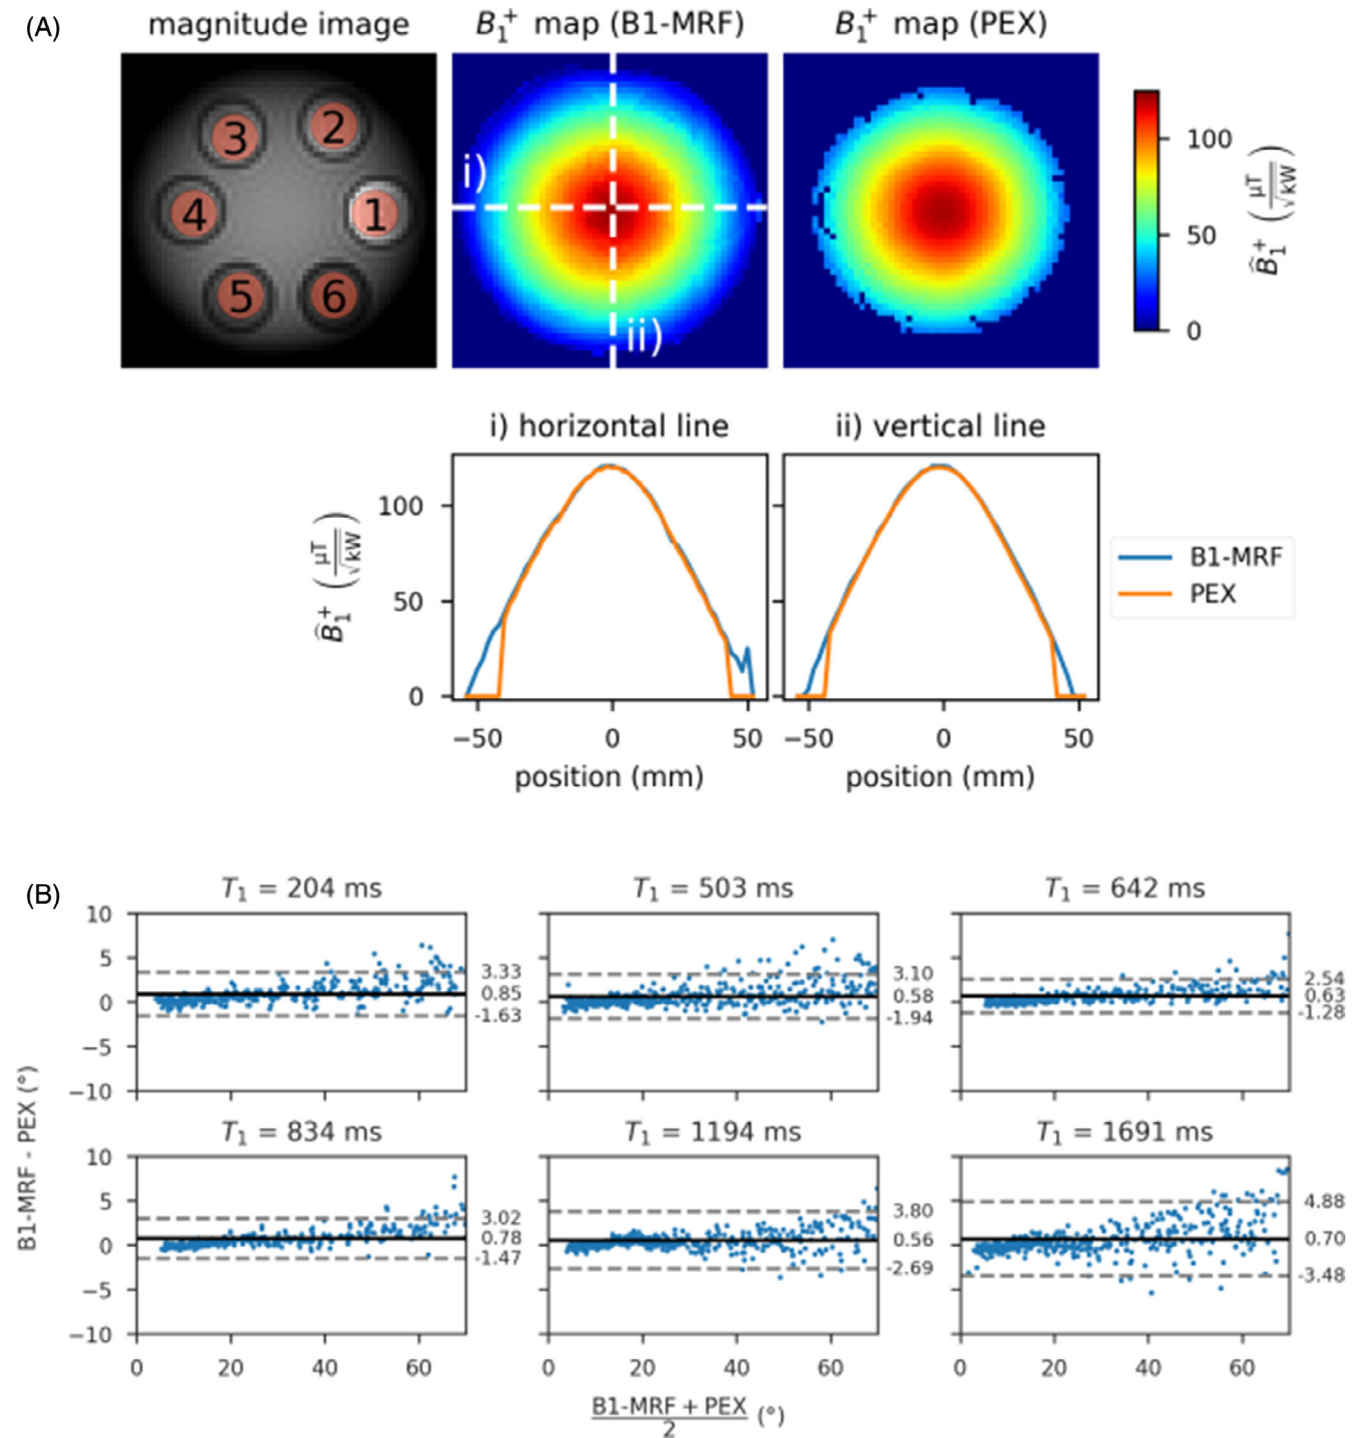 (A)
magnitude image
B₁⁺ map (B1-MRF)
B₁⁺ map (PEX)
3 2
4 1
5 6
i)
ii)
100
50
0
B̂₁⁺ (μT/√kW)
i) horizontal line
ii) vertical line
B̂₁⁺ (μT/√kW)
100
50
0
−50 0 50
−50 0 50
position (mm)
position (mm)
B1-MRF
PEX
(B)
B1-MRF - PEX (°)
T₁ = 204 ms
10
5
0
−5
−10
3.33
0.85
-1.63
T₁ = 503 ms
3.10
0.58
-1.94
T₁ = 642 ms
2.54
0.63
-1.28
T₁ = 834 ms
10
5
0
−5
−10
3.02
0.78
-1.47
0 20 40 60
T₁ = 1194 ms
3.80
0.56
-2.69
0 20 40 60
T₁ = 1691 ms
4.88
0.70
-3.48
0 20 40 60
B1-MRF + PEX
2
(°)